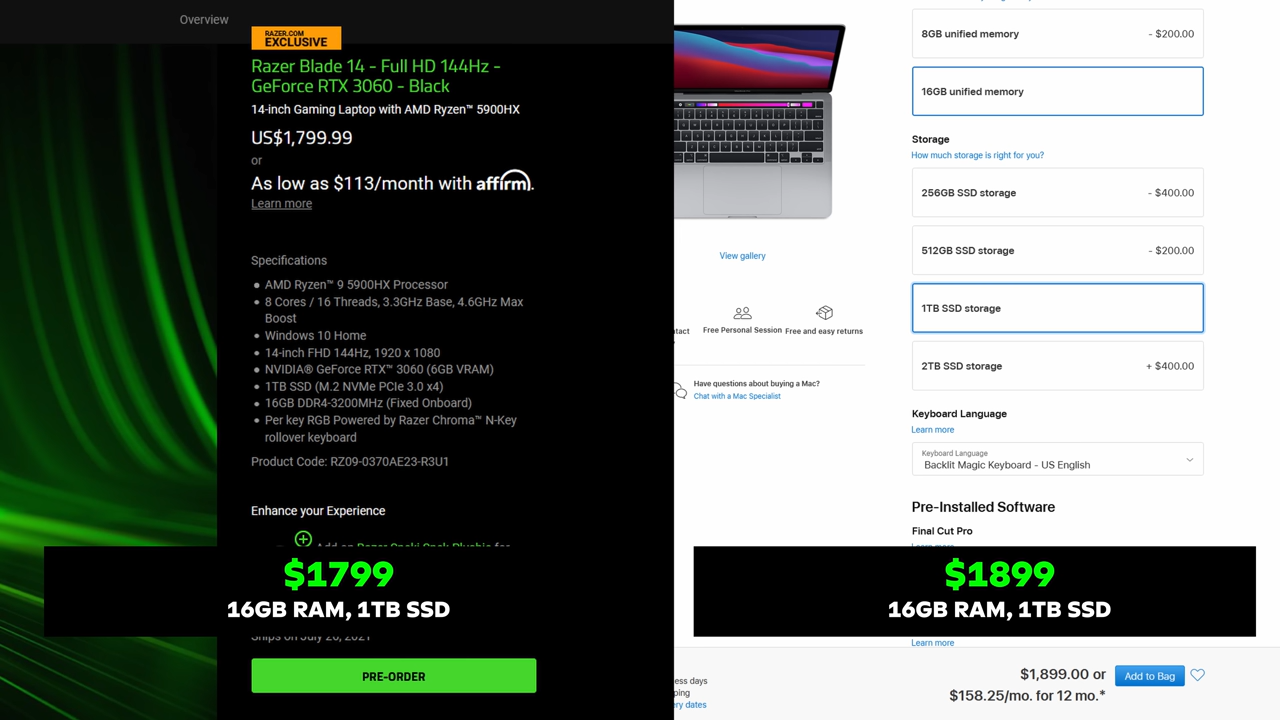 Overview
RAZER.COM
EXCLUSIVE
Razer Blade 14 - Full HD 144Hz -
GeForce RTX 3060 - Black
14-inch Gaming Laptop with AMD Ryzen™ 5900HX
US$1,799.99
or
As low as $113/month with affirm.
Learn more
Specifications
• AMD Ryzen™ 9 5900HX Processor
• 8 Cores / 16 Threads, 3.3GHz Base, 4.6GHz Max
Boost
• Windows 10 Home
• 14-inch FHD 144Hz, 1920 x 1080
• NVIDIA® GeForce RTX™ 3060 (6GB VRAM)
• 1TB SSD (M.2 NVMe PCIe 3.0 x4)
• 16GB DDR4-3200MHz (Fixed Onboard)
• Per key RGB Powered by Razer Chroma™ N-Key
rollover keyboard
Product Code: RZ09-0370AE23-R3U1
Enhance your Experience
$1799
16GB RAM, 1TB SSD
Ships on July 20, 2021
PRE-ORDER
View gallery
Free Personal Session
Free and easy returns
Have questions about buying a Mac?
Chat with a Mac Specialist
8GB unified memory - $200.00
16GB unified memory
Storage
How much storage is right for you?
256GB SSD storage - $400.00
512GB SSD storage - $200.00
1TB SSD storage
2TB SSD storage + $400.00
Keyboard Language
Learn more
Keyboard Language
Backlit Magic Keyboard - US English
Pre-Installed Software
Final Cut Pro
$1899
16GB RAM, 1TB SSD
Learn more
days
$1,899.00 or
$158.25/mo. for 12 mo.*
Add to Bag
dates